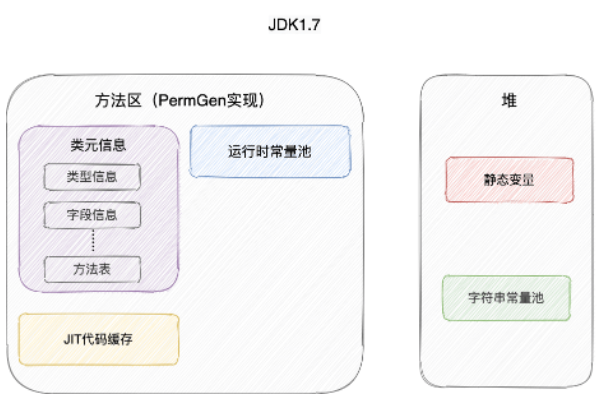 JDK1.7
方法区（PermGen实现）
堆
类元信息
运行时常量池
类型信息
静态变量
字段信息
方法表
字符串常量池
JIT代码缓存